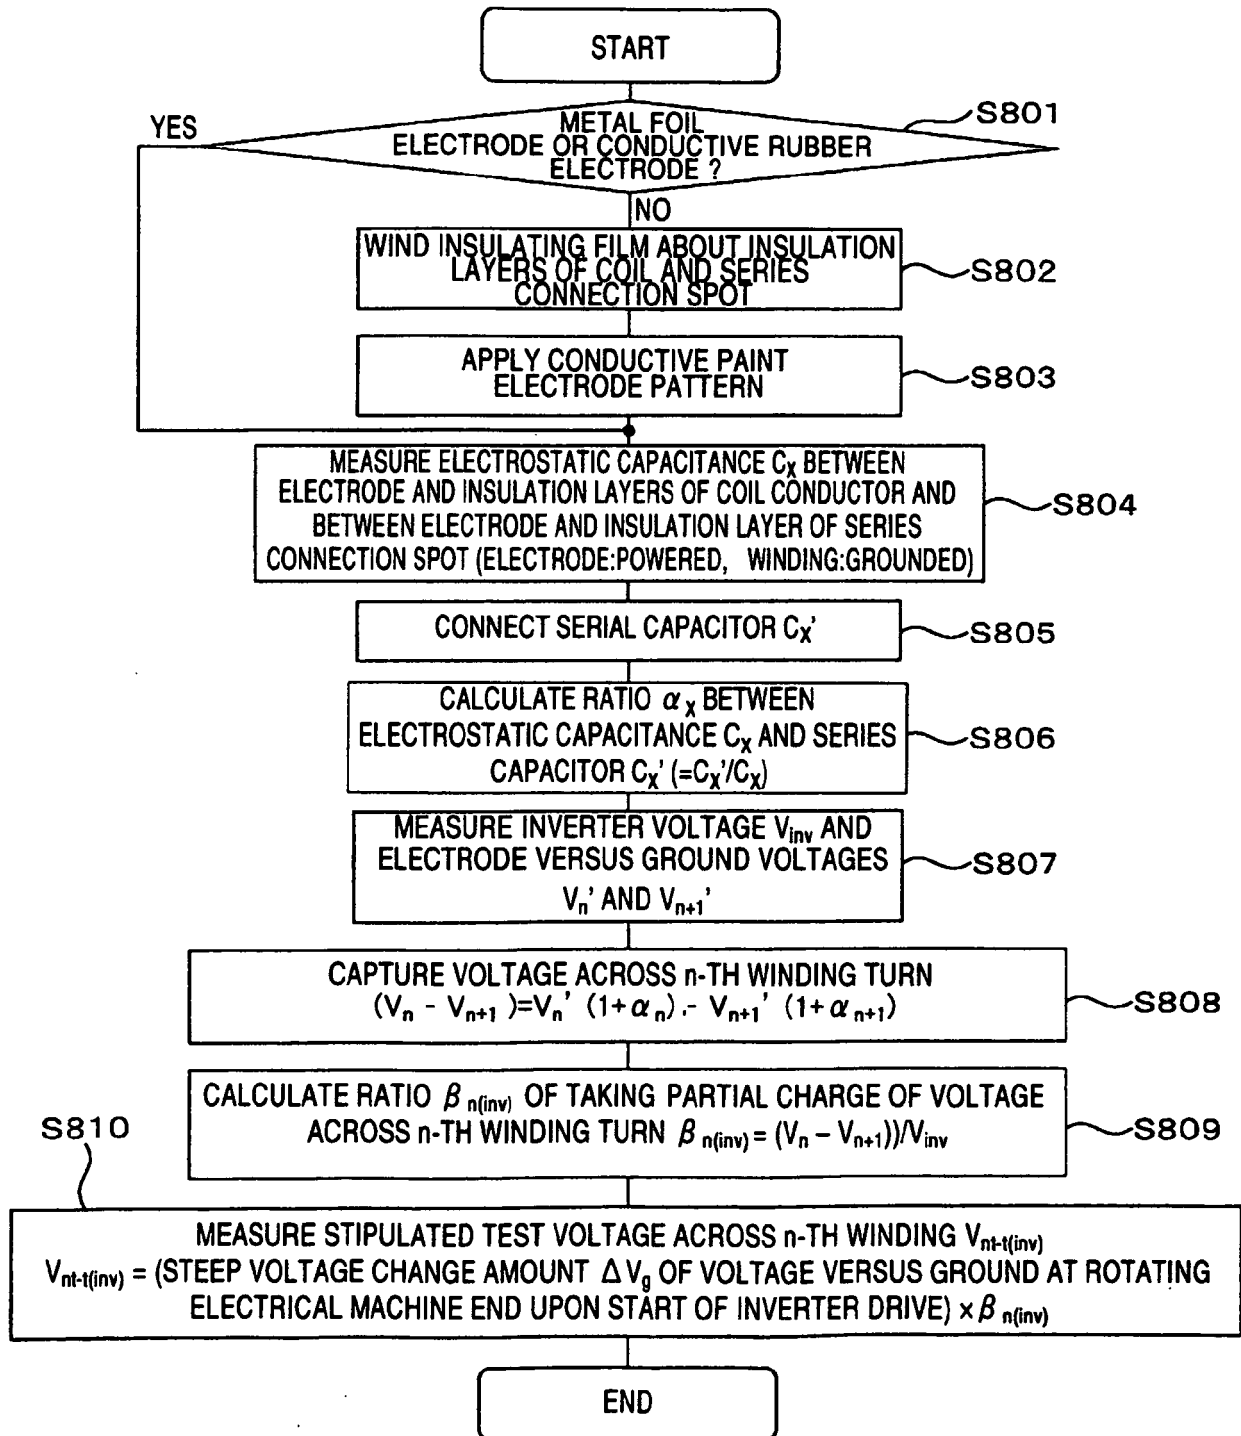 START
S801
YES
METAL FOIL
ELECTRODE OR CONDUCTIVE RUBBER
ELECTRODE ?
NO
WIND INSULATING FILM ABOUT INSULATION
LAYERS OF COIL AND SERIES
CONNECTION SPOT
S802
APPLY CONDUCTIVE PAINT
ELECTRODE PATTERN
S803
MEASURE ELECTROSTATIC CAPACITANCE Cx BETWEEN
ELECTRODE AND INSULATION LAYERS OF COIL CONDUCTOR AND
BETWEEN ELECTRODE AND INSULATION LAYER OF SERIES
CONNECTION SPOT (ELECTRODE:POWERED, WINDING:GROUNDED)
S804
CONNECT SERIAL CAPACITOR Cx'
S805
CALCULATE RATIO αx BETWEEN
ELECTROSTATIC CAPACITANCE Cx AND SERIES
CAPACITOR Cx' (=Cx'/Cx)
S806
MEASURE INVERTER VOLTAGE Vinv AND
ELECTRODE VERSUS GROUND VOLTAGES
Vn' AND Vn+1'
S807
CAPTURE VOLTAGE ACROSS n-TH WINDING TURN
(Vn - Vn+1 )=Vn' (1+αn) - Vn+1' (1+αn+1)
S808
CALCULATE RATIO βn(inv) OF TAKING PARTIAL CHARGE OF VOLTAGE
ACROSS n-TH WINDING TURN βn(inv) = (Vn - Vn+1))/Vinv
S809
S810
MEASURE STIPULATED TEST VOLTAGE ACROSS n-TH WINDING Vnt-t(inv)
Vnt-t(inv) = (STEEP VOLTAGE CHANGE AMOUNT ΔVg OF VOLTAGE VERSUS GROUND AT ROTATING
ELECTRICAL MACHINE END UPON START OF INVERTER DRIVE) × βn(inv)
END